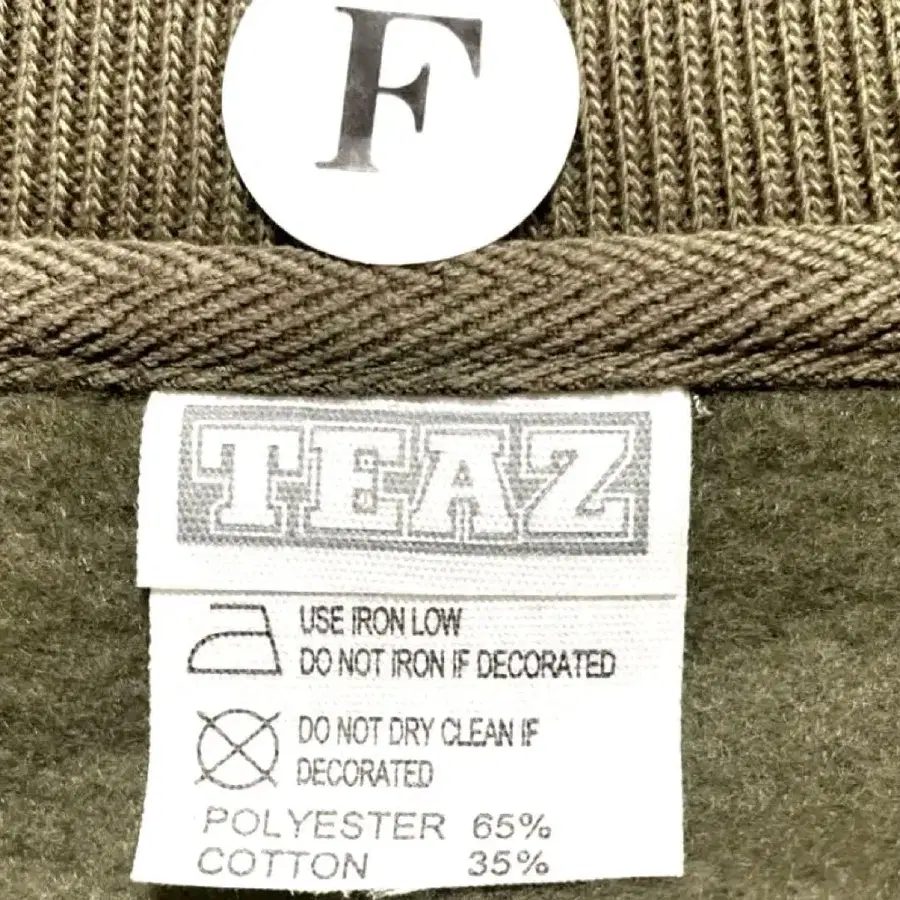 F
TEAZ
USE IRON LOW
DO NOT IRON IF DECORATED
DO NOT DRY CLEAN IF
DECORATED
POLYESTER 65%
COTTON 35%